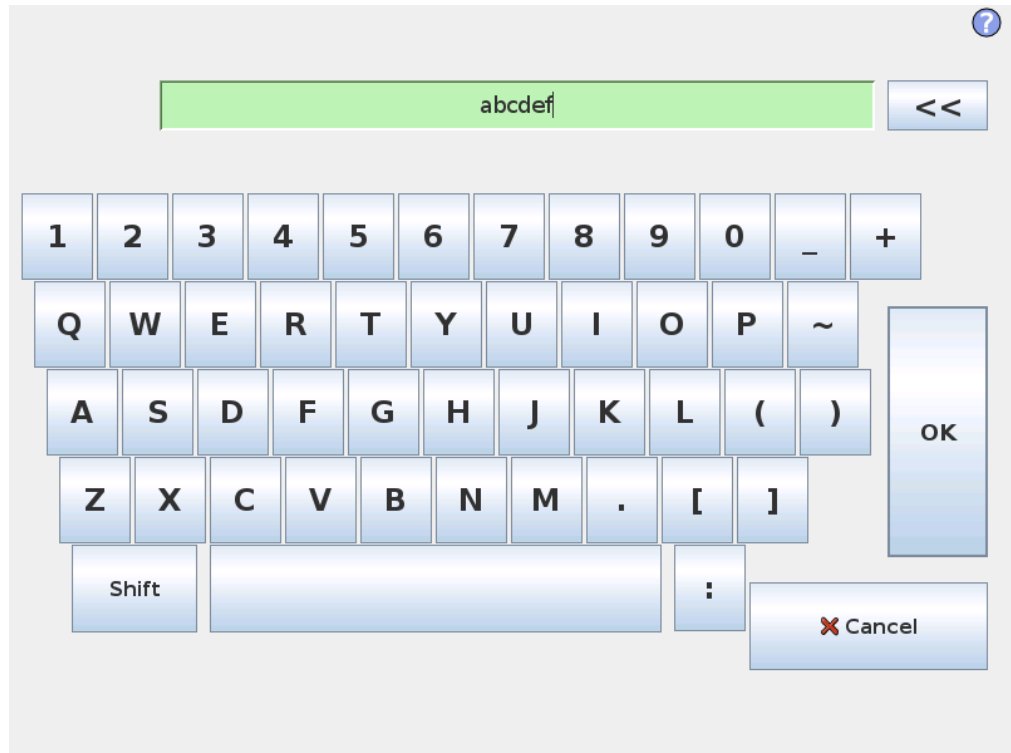 ?
abcdef
<<
1 2 3 4 5 6 7 8 9 0 _ +
Q W E R T Y U I O P ~
A S D F G H J K L ( )
OK
Z X C V B N M . [ ]
Shift :
Cancel